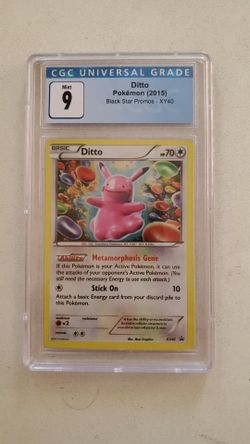 CGC UNIVERSAL GRADE
Mint
9
Ditto
Pokémon (2015)
Black Star Promos - XY40
BASIC
Ditto
HP70
Ability Metamorphosis Gene
If this Pokémon is your Active Pokémon, it can use
the attacks of your opponent's Active Pokémon. (You
still need the necessary Energy to use each attack.)
Stick On 10
Attach a basic Energy card from your discard pile to
this Pokémon.
weakness
×2
resistance
XY40